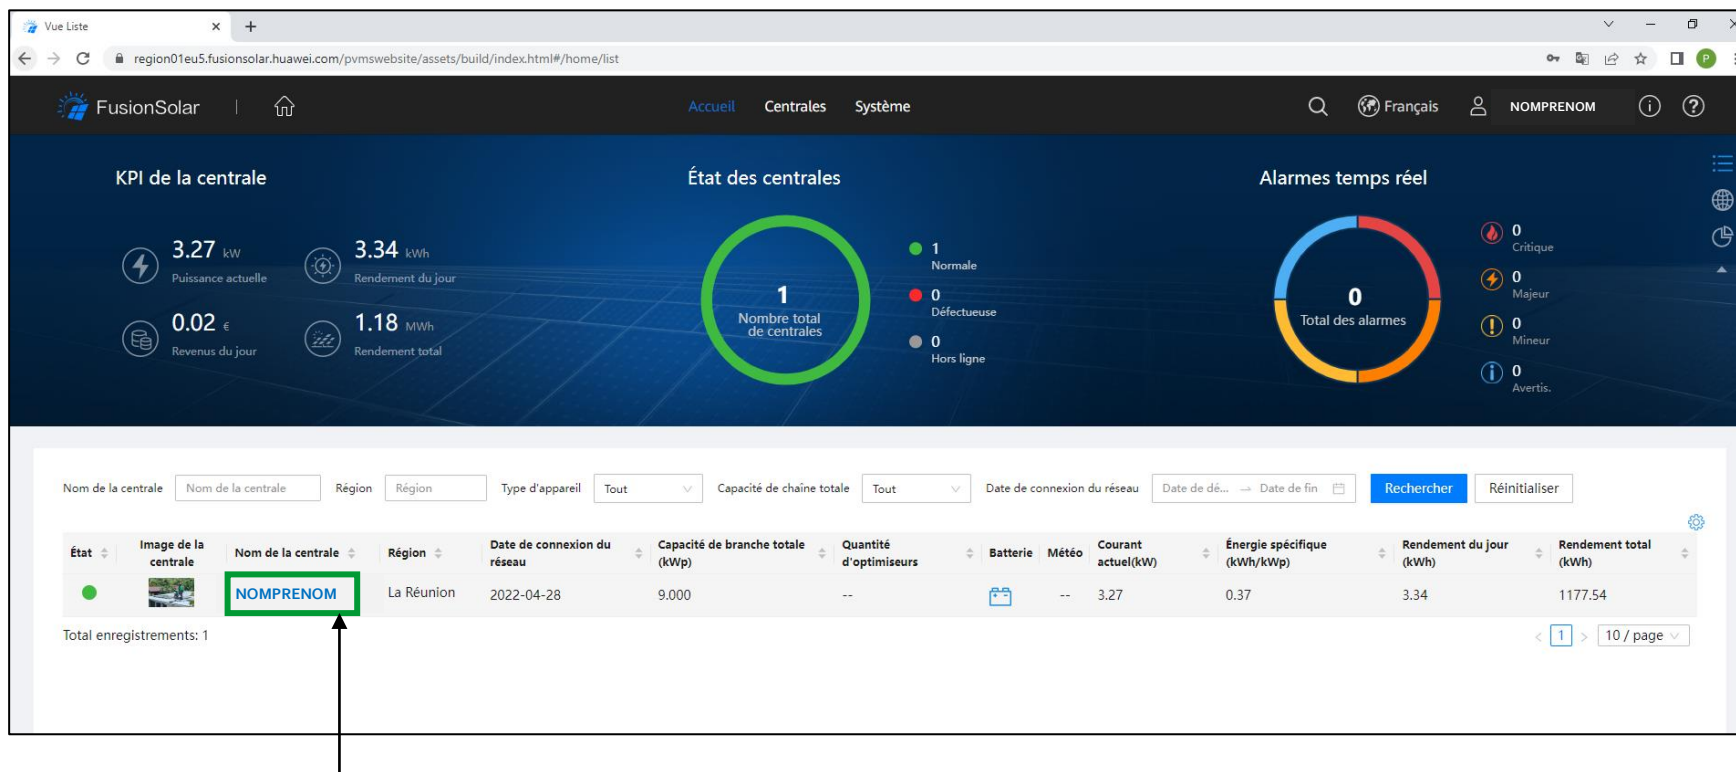 Vue Liste
region01eu5.fusionsolar.huawei.com/pvmswebsite/assets/build/index.html#/home/list
P
FusionSolar
Accueil Centrales Système
Français
NOMPRENOM
KPI de la centrale
3.27 kW
Puissance actuelle
3.34 kWh
Rendement du jour
0.02 €
Revenus du jour
1.18 MWh
Rendement total
État des centrales
1
Nombre total
de centrales
1
Normale
0
Défectueuse
0
Hors ligne
Alarmes temps réel
0
Total des alarmes
0
Critique
0
Majeur
0
Mineur
0
Avertis.
Nom de la centrale Nom de la centrale Région Région Type d'appareil Tout Capacité de chaîne totale Tout Date de connexion du réseau Date de dé... → Date de fin Rechercher Réinitialiser
État
Image de la
centrale
Nom de la centrale
Région
Date de connexion du
réseau
Capacité de branche totale
(kWp)
Quantité
d'optimiseurs
Batterie
Météo
Courant
actuel(kW)
Énergie spécifique
(kWh/kWp)
Rendement du jour
(kWh)
Rendement total
(kWh)
NOMPRENOM La Réunion 2022-04-28 9.000 -- -- 3.27 0.37 3.34 1177.54
Total enregistrements: 1
< 1 > 10 / page